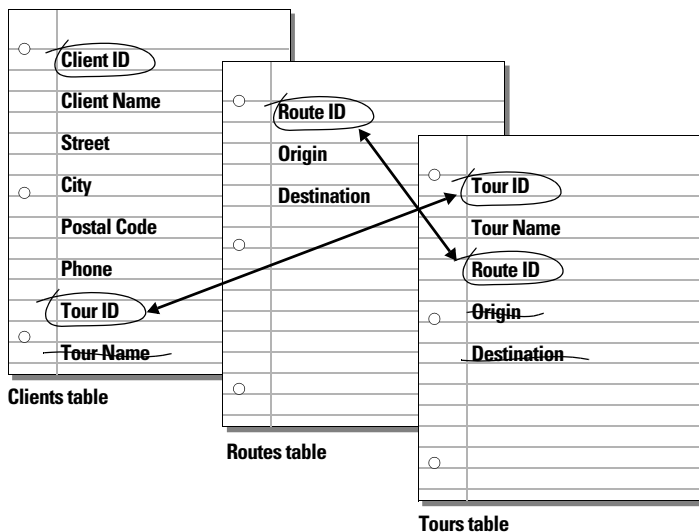 Client ID
Client Name
Street
City
Postal Code
Phone
Tour ID
Tour Name
Clients table
Route ID
Origin
Destination
Routes table
Tour ID
Tour Name
Route ID
Origin
Destination
Tours table